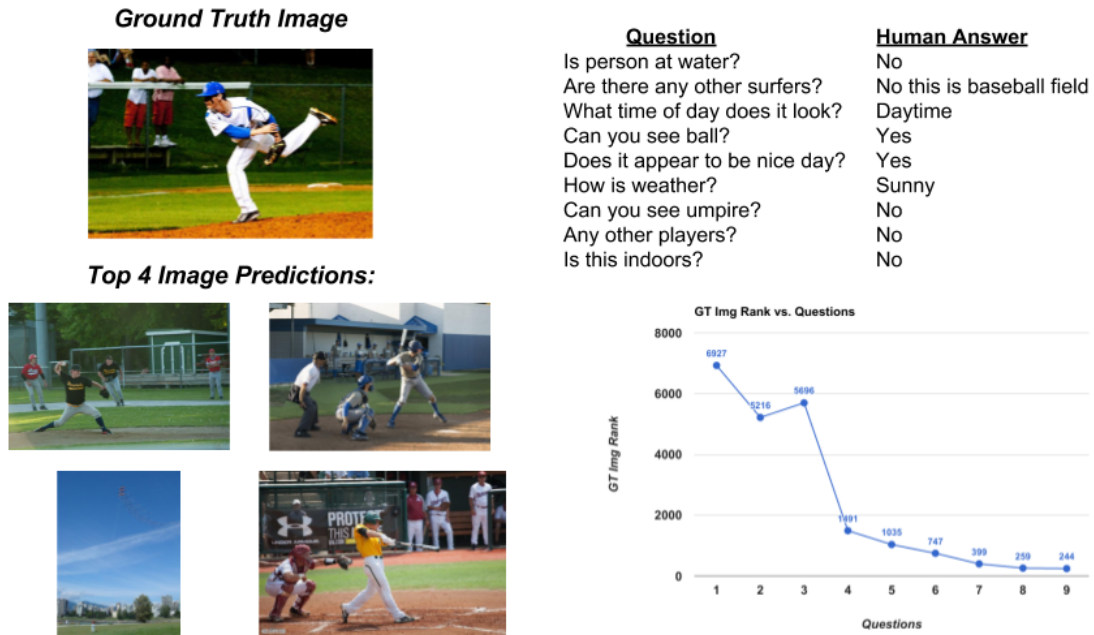 Ground Truth Image
Question Human Answer
Is person at water? No
Are there any other surfers? No this is baseball field
What time of day does it look? Daytime
Can you see ball? Yes
Does it appear to be nice day? Yes
How is weather? Sunny
Can you see umpire? No
Any other players? No
Is this indoors? No
Top 4 Image Predictions:
PROTE
THIS
GT Img Rank vs. Questions
GT Img Rank
8000
6000
4000
2000
0
6927
5216
5696
1491
1035
747
399
259
244
1 2 3 4 5 6 7 8 9
Questions